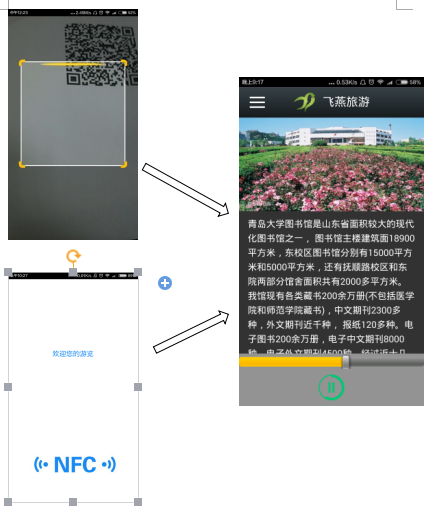 中午12:23
2.46K/s
52%
欢迎您的游览
NFC
晚上9:17
0.53K/s
58%
飞燕旅游
青岛大学图书馆是山东省面积较大的现代
化图书馆之一， 图书馆主楼建筑面18900
平方米，东校区图书馆分别有15000平方
米和5000平方米，还有抚顺路校区和东
院两部分馆舍面积共有2000多平方米。
我馆现有各类藏书200余万册(不包括医学
院和师范学院藏书)，中文期刊2300多
种，外文期刊近千种， 报纸120多种。电
子图书200余万册，电子中文期刊8000
种，电子外文期刊4500种。经过近十几